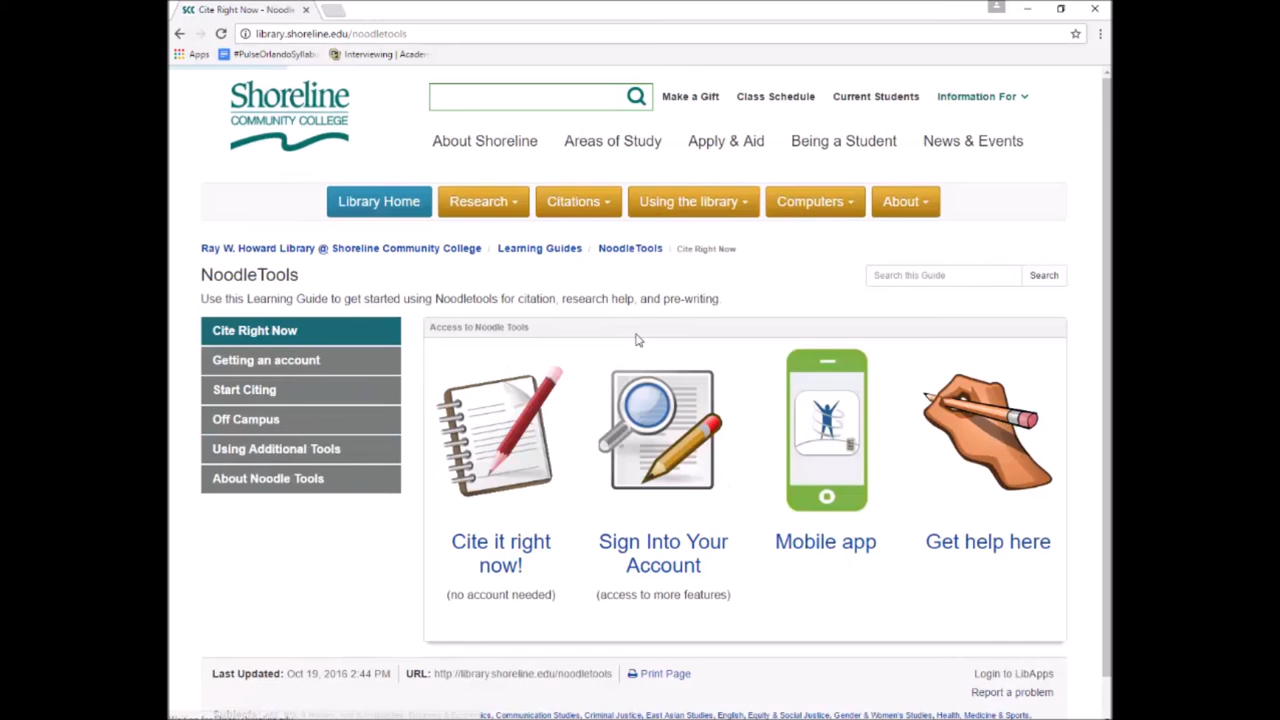 SCC Cite Right Now - Noodle
library.shoreline.edu/noodletools
Apps #PulseOrlandoSyllabu Interviewing | Academ
Shoreline
COMMUNITY COLLEGE
Make a Gift Class Schedule Current Students Information For
About Shoreline Areas of Study Apply & Aid Being a Student News & Events
Library Home Research Citations Using the library Computers About
Ray W. Howard Library @ Shoreline Community College / Learning Guides / NoodleTools / Cite Right Now
NoodleTools
Search this Guide Search
Use this Learning Guide to get started using Noodletools for citation, research help, and pre-writing.
Cite Right Now
Getting an account
Start Citing
Off Campus
Using Additional Tools
About Noodle Tools
Access to Noodle Tools
Cite it right
now!
(no account needed)
Sign Into Your
Account
(access to more features)
Mobile app
Get help here
Last Updated: Oct 19, 2016 2:44 PM URL: http://library.shoreline.edu/noodletools Print Page
Login to LibApps
Report a problem
Communication Studies, Criminal Justice, East Asian Studies, English, Equity & Social Justice, Gender & Women's Studies, Health, Medicine & Sports,